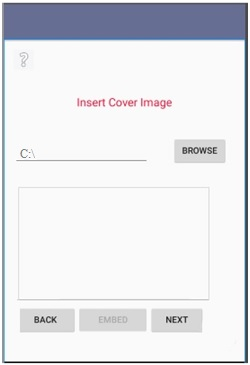 ?
Insert Cover Image
C:\
BROWSE
BACK
EMBED
NEXT